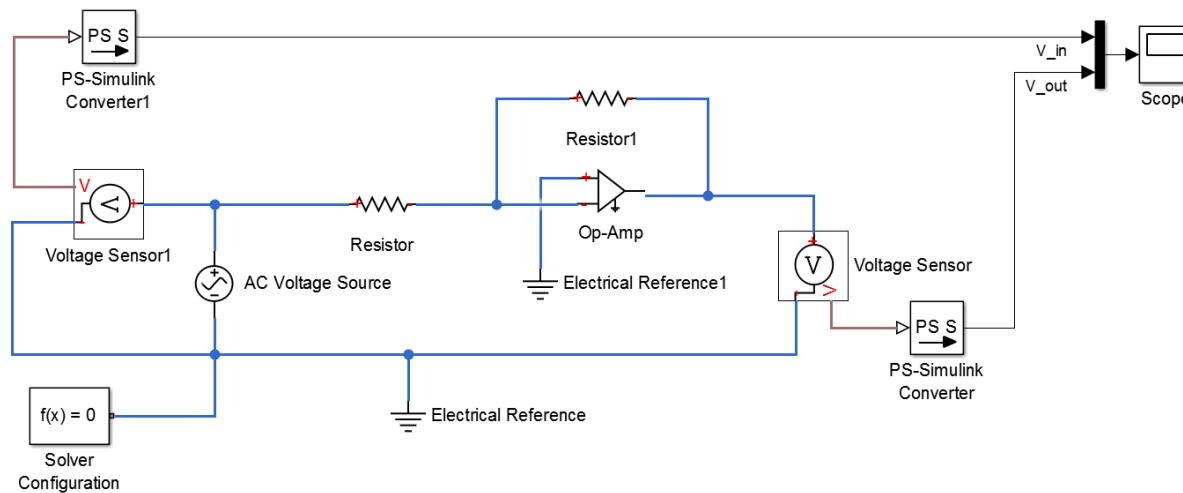 PS S
PS-Simulink
Converter1
V_in
V_out
Scope
Resistor1
V
V
Voltage Sensor1
Resistor
Op-Amp
AC Voltage Source
Electrical Reference1
V
V
Voltage Sensor
PS S
PS-Simulink
Converter
f(x) = 0
Electrical Reference
Solver
Configuration